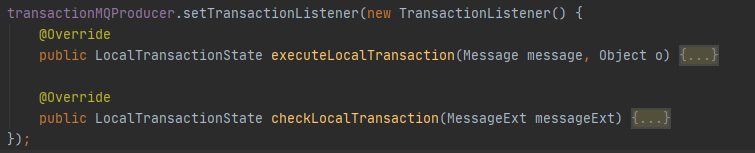 transactionMQProducer.setTransactionListener(new TransactionListener() {
    @Override
    public LocalTransactionState executeLocalTransaction(Message message, Object o) {...}

    @Override
    public LocalTransactionState checkLocalTransaction(MessageExt messageExt) {...}
});